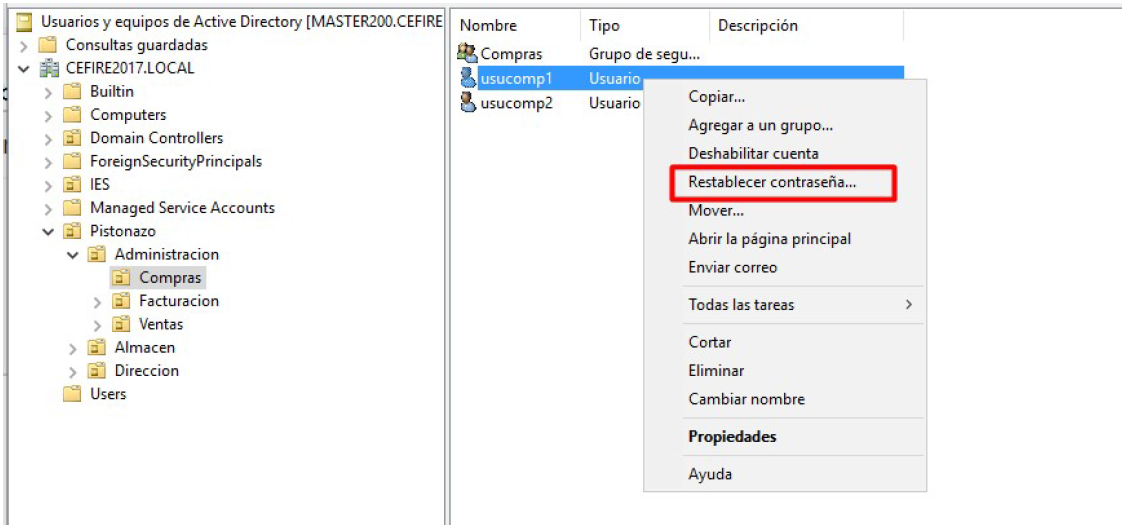 Usuarios y equipos de Active Directory [MASTER200.CEFIRE
Consultas guardadas
CEFIRE2017.LOCAL
Builtin
Computers
Domain Controllers
ForeignSecurityPrincipals
IES
Managed Service Accounts
Pistonazo
Administracion
Compras
Facturacion
Ventas
Almacen
Direccion
Users
Nombre Tipo Descripción
Compras Grupo de segu...
usucomp1 Usuario
usucomp2 Usuario
Copiar...
Agregar a un grupo...
Deshabilitar cuenta
Restablecer contraseña...
Mover...
Abrir la página principal
Enviar correo
Todas las tareas
Cortar
Eliminar
Cambiar nombre
Propiedades
Ayuda